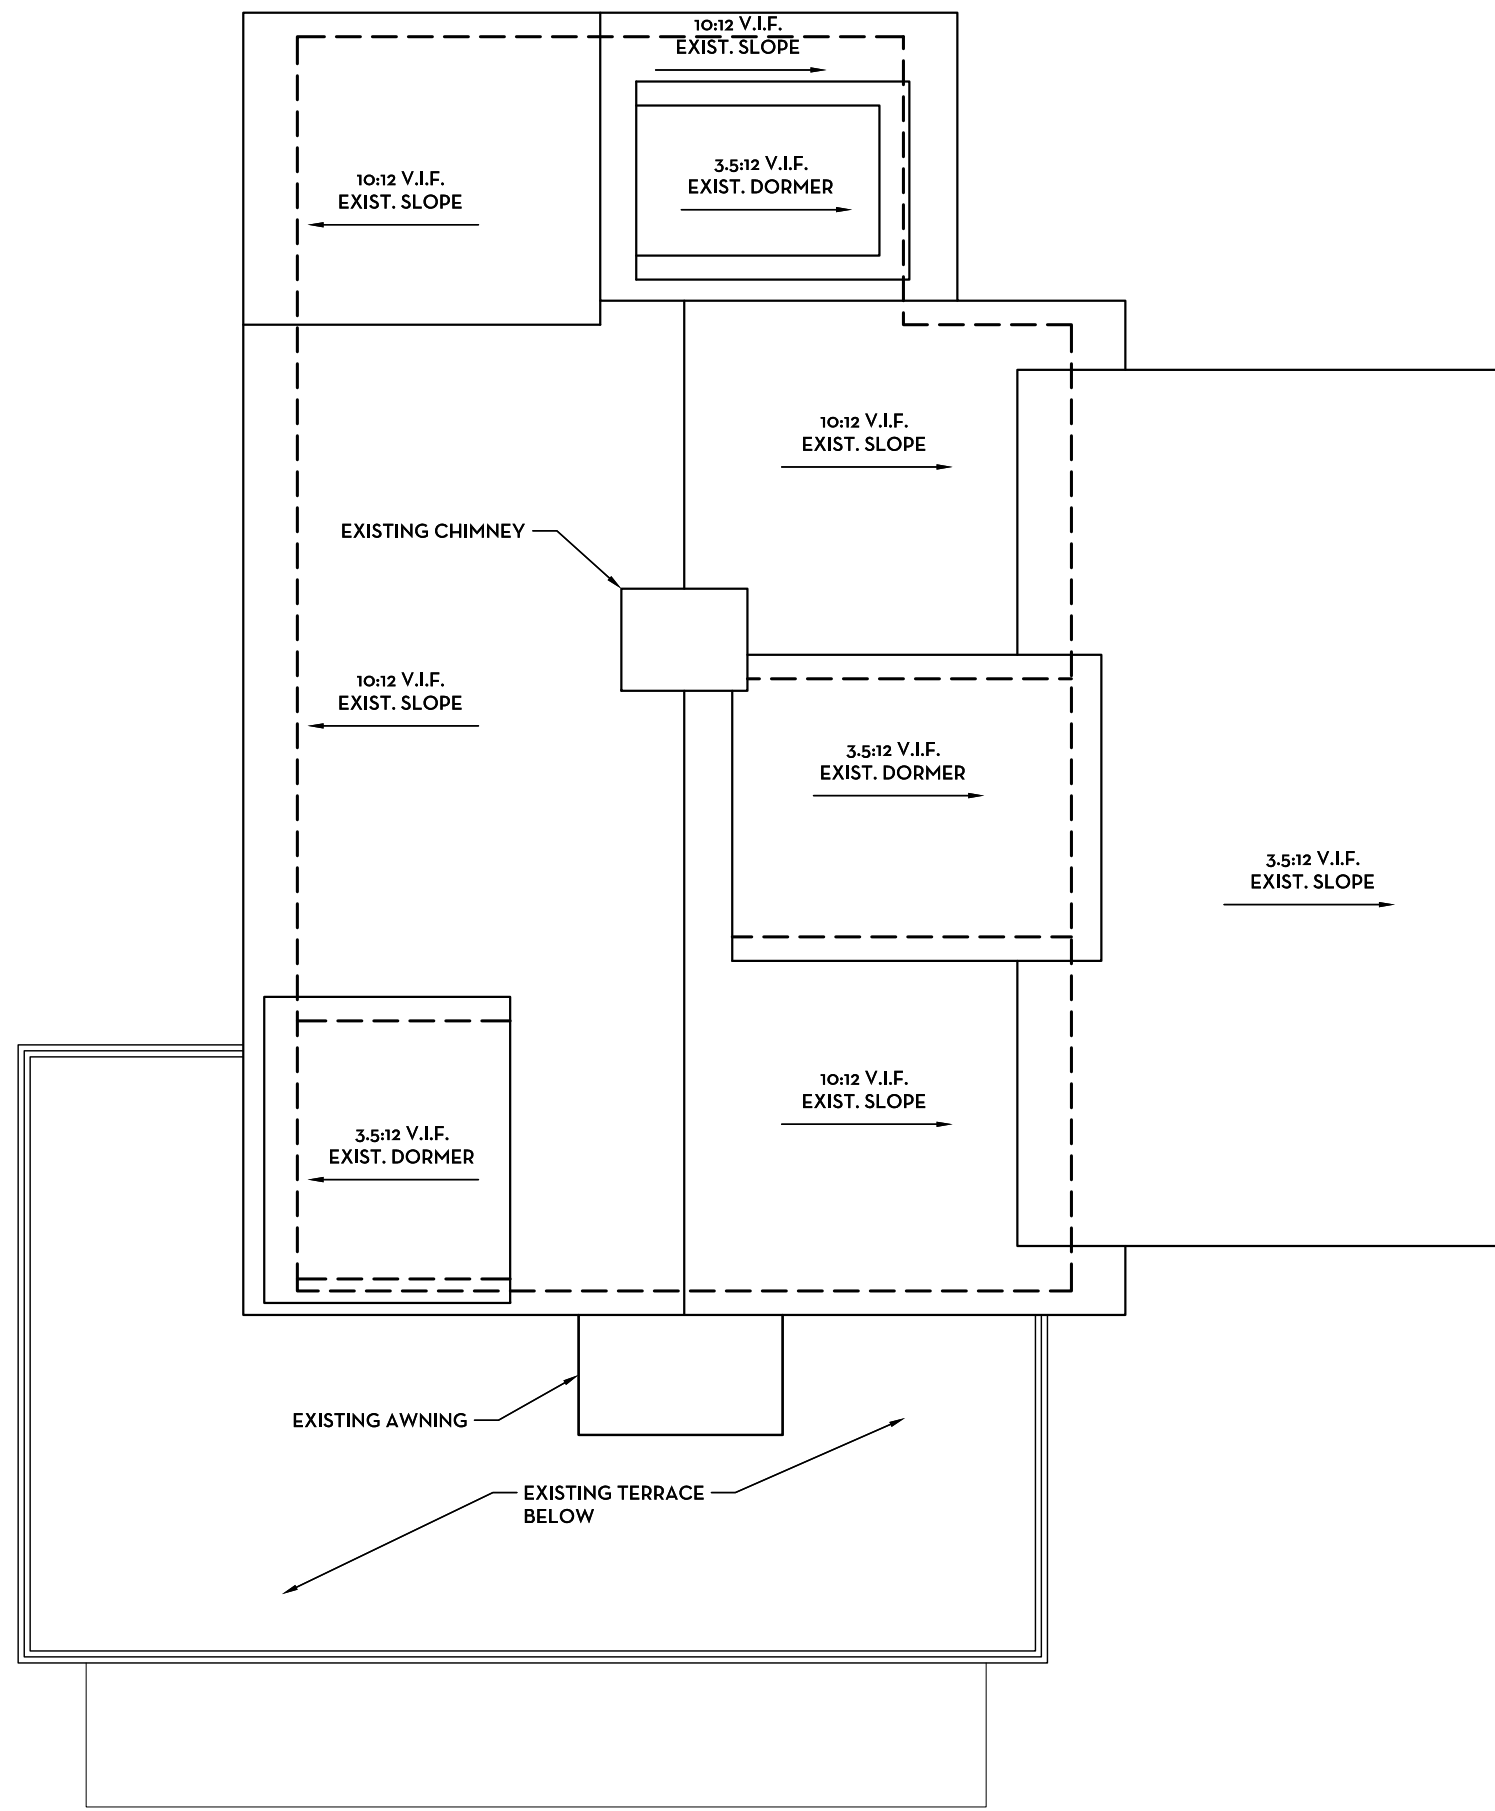 10:12 V.I.F.
EXIST. SLOPE
3.5:12 V.I.F.
EXIST. DORMER
10:12 V.I.F.
EXIST. SLOPE
10:12 V.I.F.
EXIST. SLOPE
EXISTING CHIMNEY
10:12 V.I.F.
EXIST. SLOPE
3.5:12 V.I.F.
EXIST. DORMER
3.5:12 V.I.F.
EXIST. SLOPE
10:12 V.I.F.
EXIST. SLOPE
3.5:12 V.I.F.
EXIST. DORMER
EXISTING AWNING
EXISTING TERRACE
BELOW